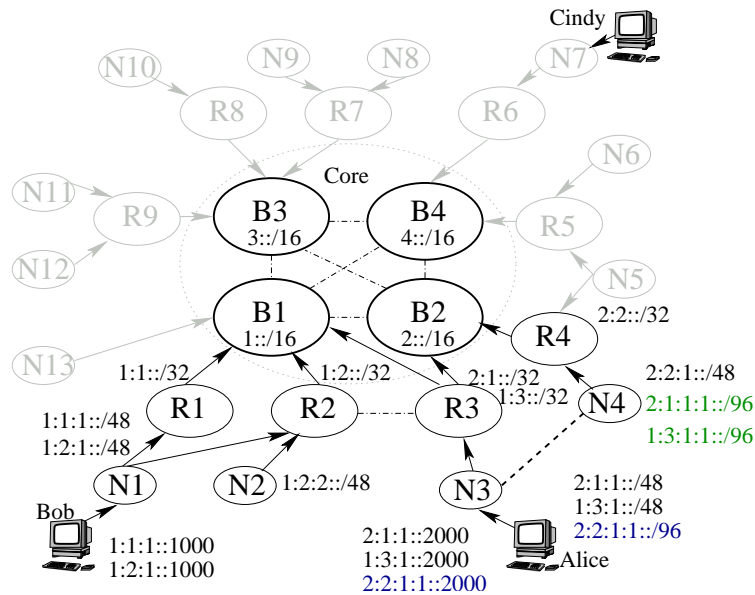 Cindy
N10
N9
N8
N7
R8
R7
R6
N6
Core
N11
R9
B3
3::/16
B4
4::/16
R5
N12
N5
B1
1::/16
B2
2::/16
R4
2:2::/32
N13
1:1::/32
1:2::/32
2:1::/32
1:3::/32
2:2:1::/48
R1
R2
R3
N4
2:1:1:1::/96
1:1:1::/48
1:2:1::/48
1:3:1:1::/96
N1
N2
1:2:2::/48
N3
2:1:1::/48
1:3:1::/48
2:2:1:1::/96
Bob
1:1:1::1000
1:2:1::1000
2:1:1::2000
1:3:1::2000
2:2:1:1::2000
Alice